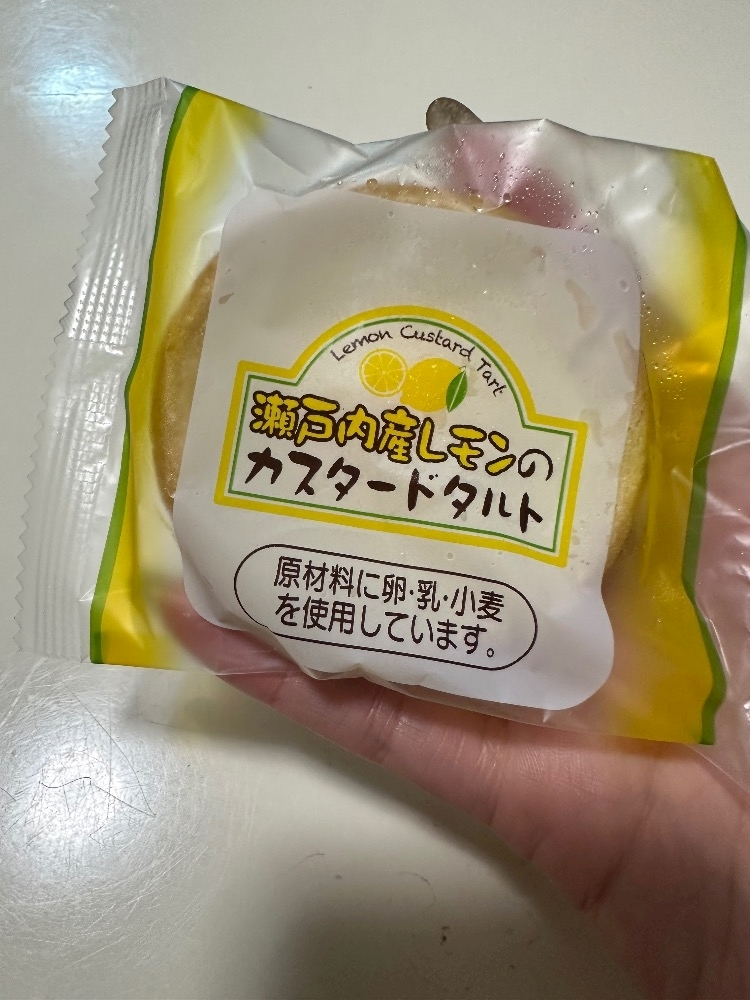 Lemon Custard Tart
瀬戸内産レモンの
カスタードタルト
原材料に卵・乳・小麦
を使用しています。